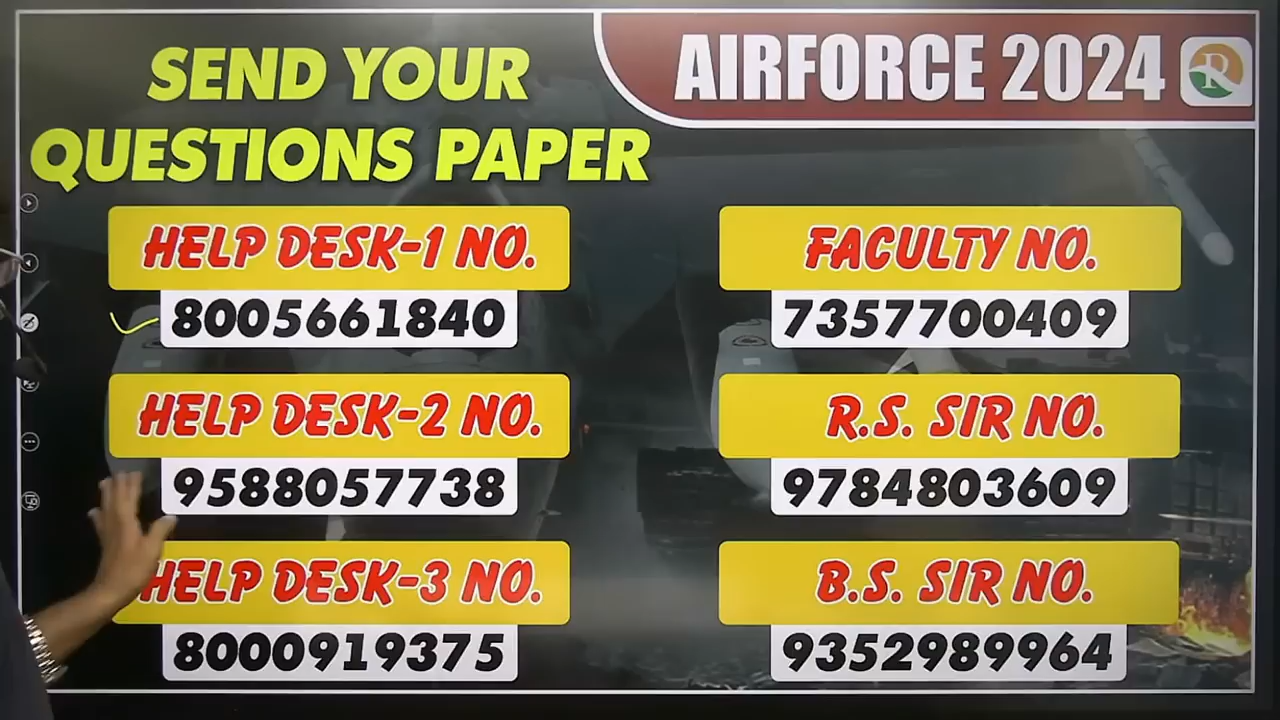 SEND YOUR
QUESTIONS PAPER
AIRFORCE 2024
R
HELP DESK-1 NO.
8005661840
HELP DESK-2 NO.
9588057738
HELP DESK-3 NO.
8000919375
FACULTY NO.
7357700409
R.S. SIR NO.
9784803609
B.S. SIR NO.
9352989964